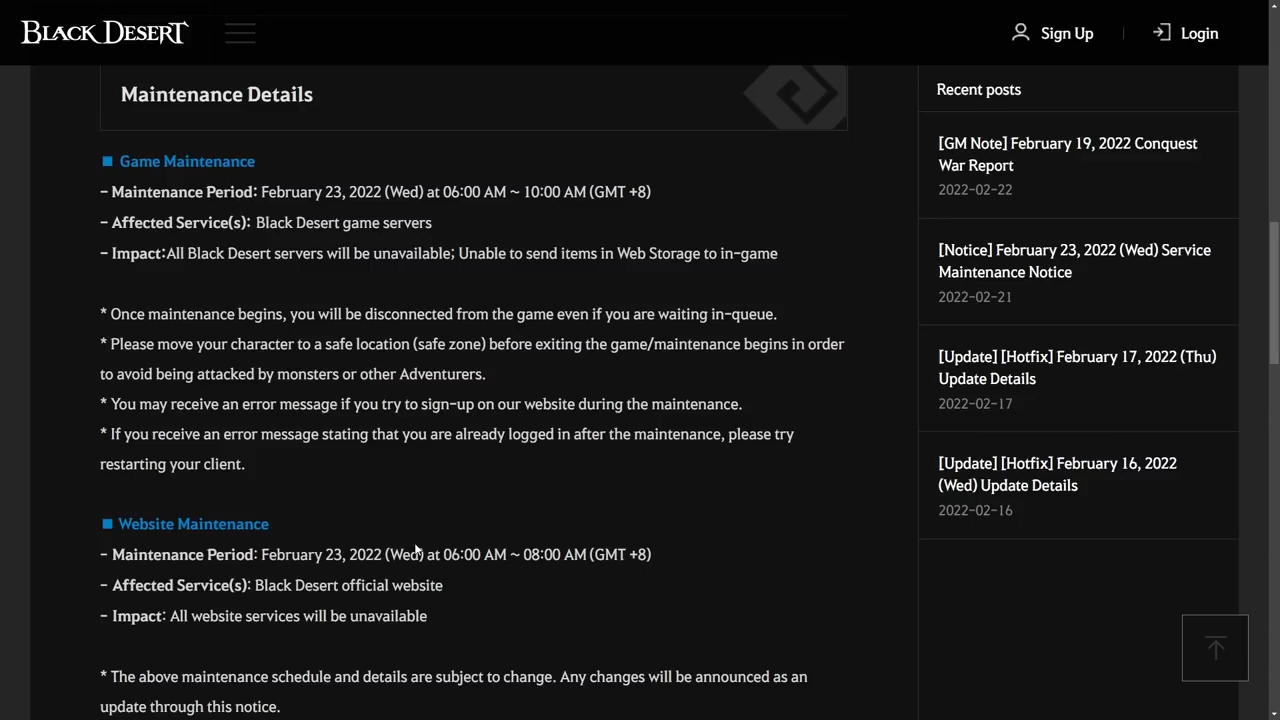 BLACK DESERT
Sign Up
Login
Maintenance Details
■ Game Maintenance
- Maintenance Period: February 23, 2022 (Wed) at 06:00 AM ~ 10:00 AM (GMT +8)
- Affected Service(s): Black Desert game servers
- Impact:All Black Desert servers will be unavailable; Unable to send items in Web Storage to in-game
* Once maintenance begins, you will be disconnected from the game even if you are waiting in-queue.
* Please move your character to a safe location (safe zone) before exiting the game/maintenance begins in order
to avoid being attacked by monsters or other Adventurers.
* You may receive an error message if you try to sign-up on our website during the maintenance.
* If you receive an error message stating that you are already logged in after the maintenance, please try
restarting your client.
■ Website Maintenance
- Maintenance Period: February 23, 2022 (Wed) at 06:00 AM ~ 08:00 AM (GMT +8)
- Affected Service(s): Black Desert official website
- Impact: All website services will be unavailable
* The above maintenance schedule and details are subject to change. Any changes will be announced as an
update through this notice.
Recent posts
[GM Note] February 19, 2022 Conquest
War Report
2022-02-22
[Notice] February 23, 2022 (Wed) Service
Maintenance Notice
2022-02-21
[Update] [Hotfix] February 17, 2022 (Thu)
Update Details
2022-02-17
[Update] [Hotfix] February 16, 2022
(Wed) Update Details
2022-02-16